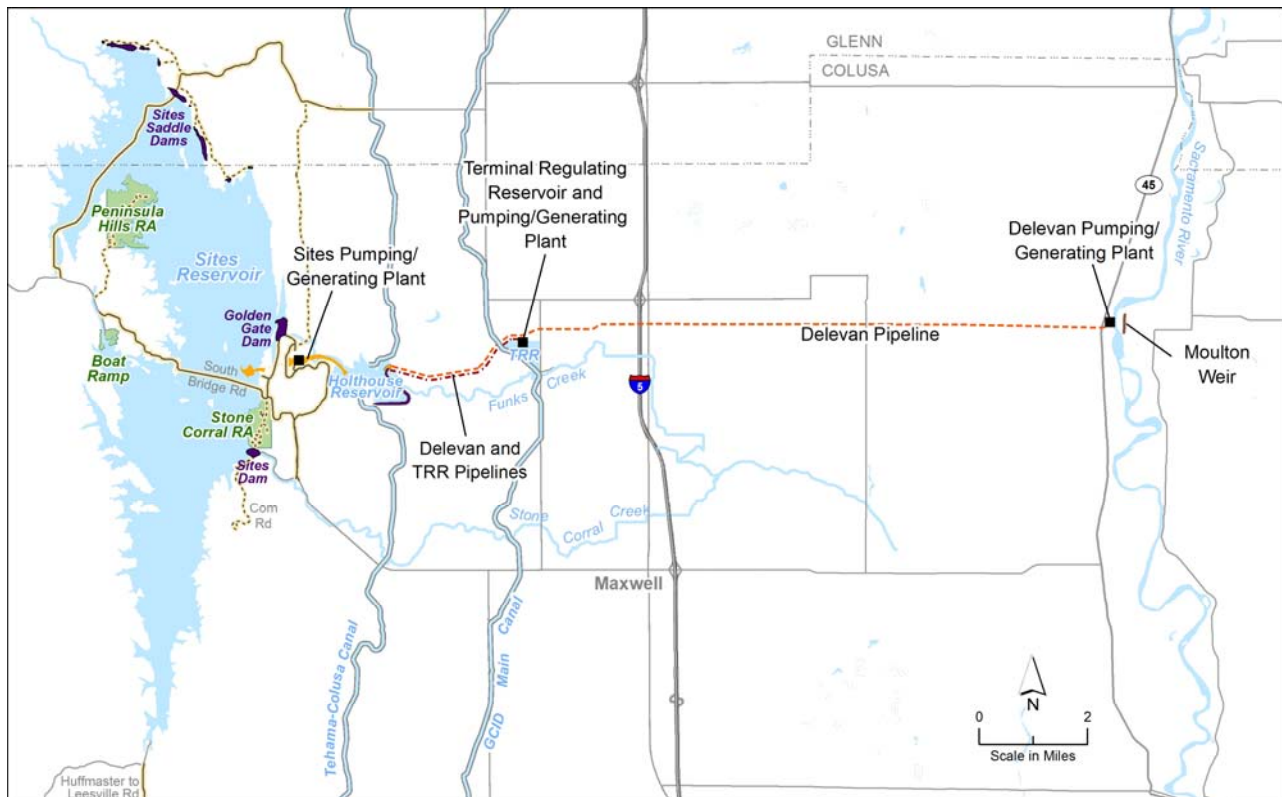 GLENN
COLUSA
Sites
Saddle
Dams
Terminal Regulating
Reservoir and
Pumping/Generating
Plant
45
Sacramento River
Peninsula
Hills RA
Sites
Reservoir
Sites Pumping/
Generating Plant
Delevan Pumping/
Generating Plant
Golden
Gate
Dam
Delevan Pipeline
Moulton
Weir
Boat
Ramp
South
Bridge Rd
TRR
Holthouse
Reservoir
Funks Creek
5
Stone
Corral RA
Delevan and
TRR Pipelines
Sites
Dam
Com
Rd
Stone
Corral
Creek
Maxwell
Tehama-Colusa Canal
GCID Main Canal
N
0 2
Scale in Miles
Huffmaster to
Leesville Rd